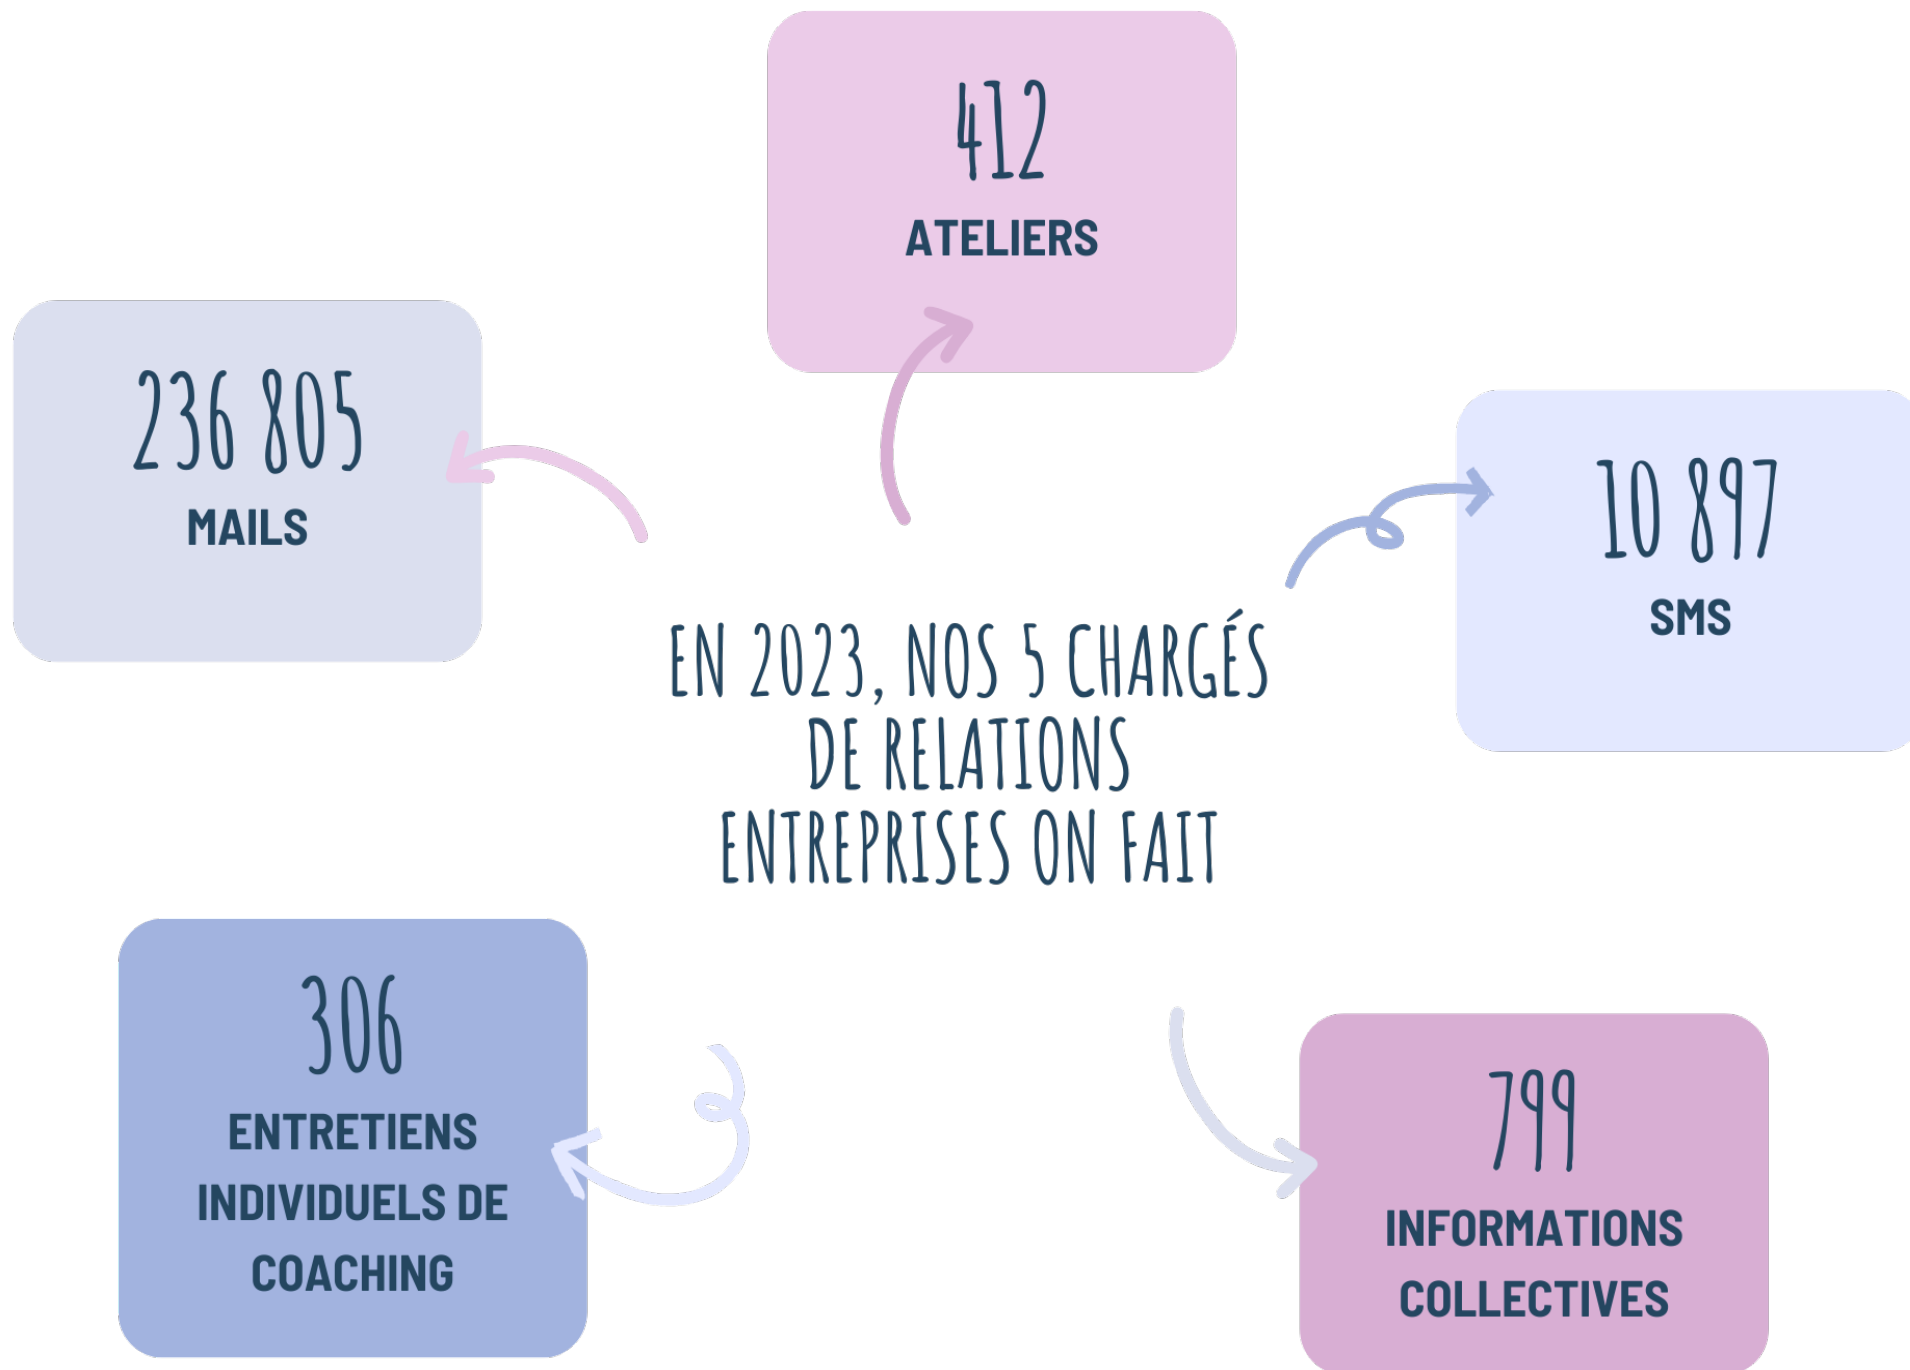 412
ATELIERS
236 805
MAILS
10 897
SMS
EN 2023, NOS 5 CHARGÉS
DE RELATIONS
ENTREPRISES ON FAIT
306
ENTRETIENS
INDIVIDUELS DE
COACHING
799
INFORMATIONS
COLLECTIVES